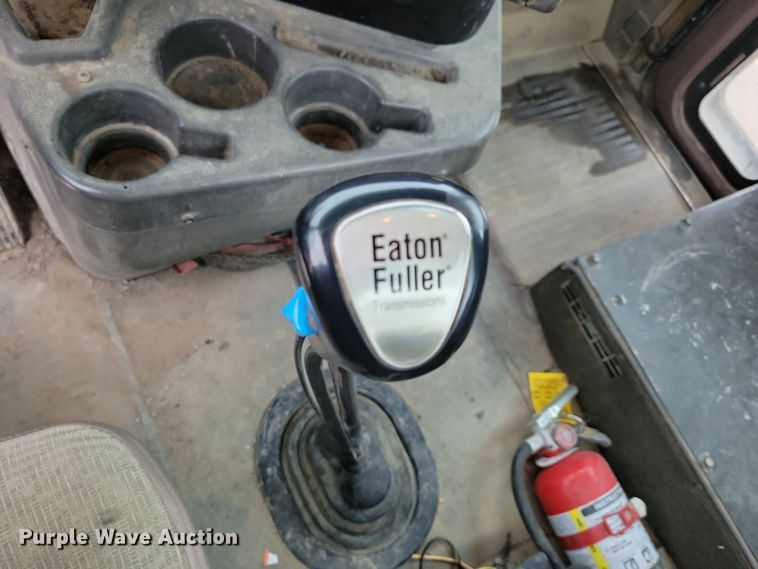 Eaton®
Fuller®
Transmissions
Purple Wave Auction